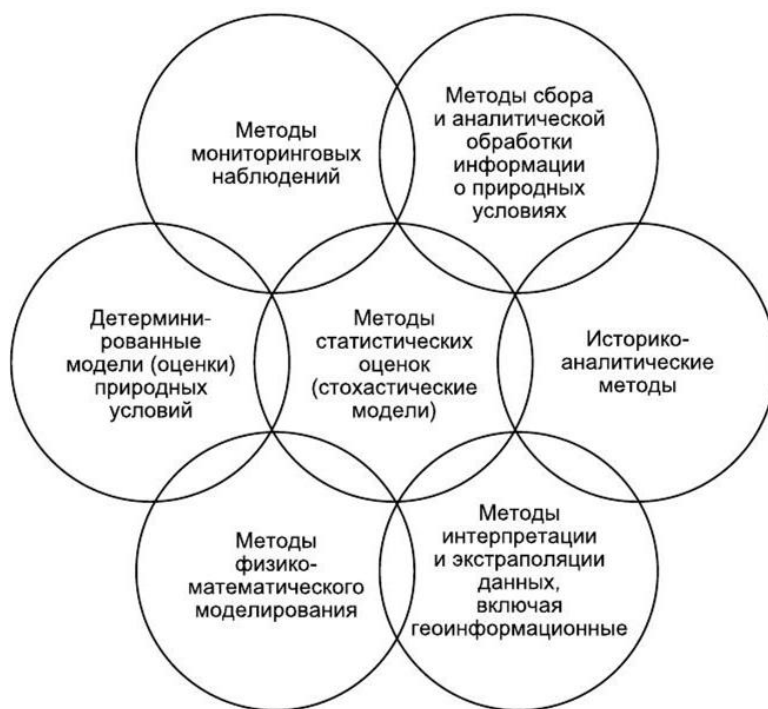 Методы
мониторинговых
наблюдений
Методы сбора
и аналитической
обработки
информации
о природных
условиях
Детермини-
рованные
модели (оценки)
природных
условий
Методы
статистических
оценок
(стохастические
модели)
Историко-
аналитические
методы
Методы
физико-
математического
моделирования
Методы
интерпретации
и экстраполяции
данных,
включая
геоинформационные